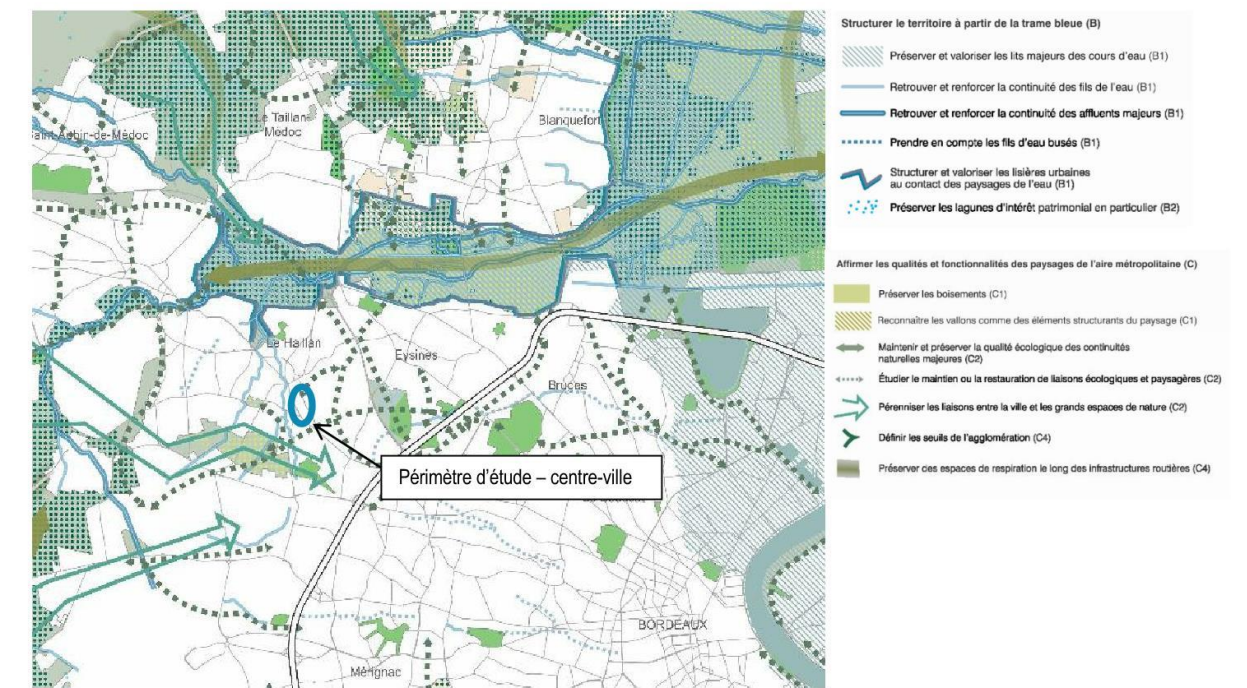 Le Taillan-
Médoc
Saint-Aubin-de-Médoc
Blanquefort
Le Haillan
Eysines
Bruges
Périmètre d'étude – centre-ville
BORDEAUX
Mérignac
Structurer le territoire à partir de la trame bleue (B)
Préserver et valoriser les lits majeurs des cours d'eau (B1)
Retrouver et renforcer la continuité des fils de l'eau (B1)
Retrouver et renforcer la continuité des affluents majeurs (B1)
Prendre en compte les fils d'eau busés (B1)
Structurer et valoriser les lisières urbaines
au contact des paysages de l'eau (B1)
Préserver les lagunes d'intérêt patrimonial en particulier (B2)
Affirmer les qualités et fonctionnalités des paysages de l'aire métropolitaine (C)
Préserver les boisements (C1)
Reconnaître les vallons comme des éléments structurants du paysage (C1)
Maintenir et préserver la qualité écologique des continuités
naturelles majeures (C2)
Étudier le maintien ou la restauration de liaisons écologiques et paysagères (C2)
Pérenniser les liaisons entre la ville et les grands espaces de nature (C2)
Définir les seuils de l'agglomération (C4)
Préserver des espaces de respiration le long des infrastructures routières (C4)